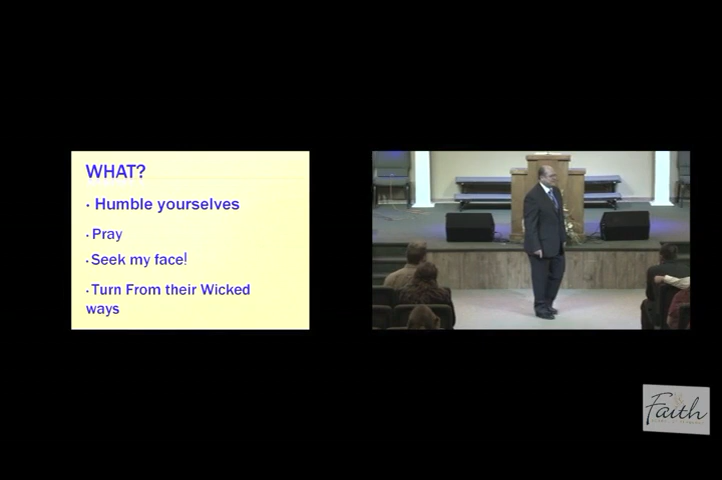 WHAT?
· Humble yourselves
· Pray
· Seek my face!
· Turn From their Wicked
ways
Faith